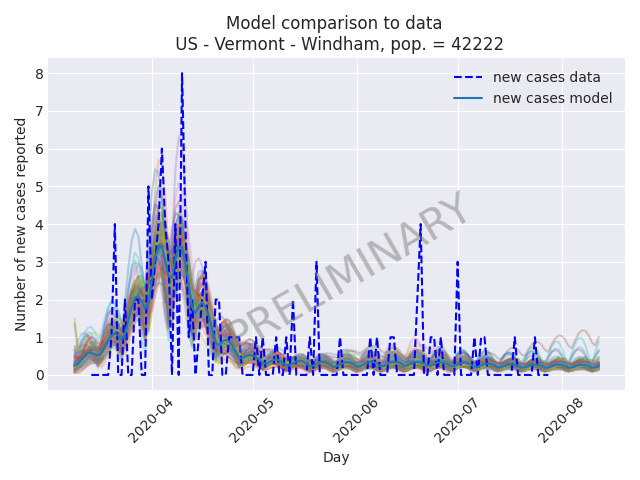 Model comparison to data
US - Vermont - Windham, pop. = 42222
new cases data
new cases model
Number of new cases reported
8
7
6
5
4
3
2
1
0
PRELIMINARY
2020-04
2020-05
2020-06
2020-07
2020-08
Day